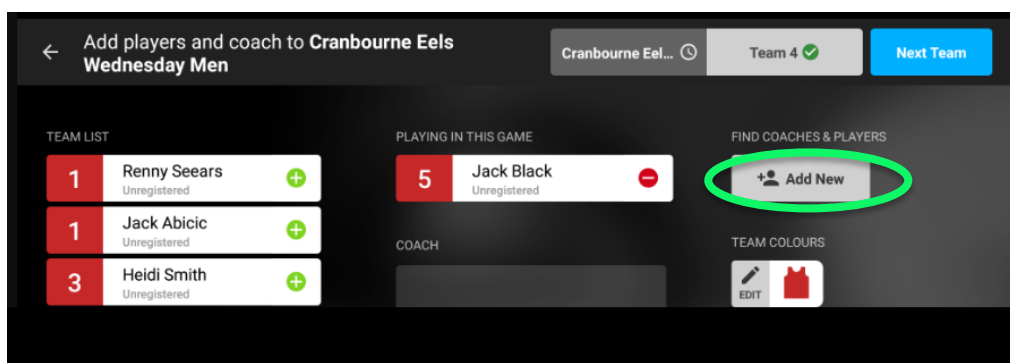 Add players and coach to Cranbourne Eels
Wednesday Men
Cranbourne Eel...
Team 4
Next Team
TEAM LIST
1
Renny Seears
Unregistered
1
Jack Abicic
Unregistered
3
Heidi Smith
Unregistered
PLAYING IN THIS GAME
5
Jack Black
Unregistered
COACH
FIND COACHES & PLAYERS
Add New
TEAM COLOURS
EDIT